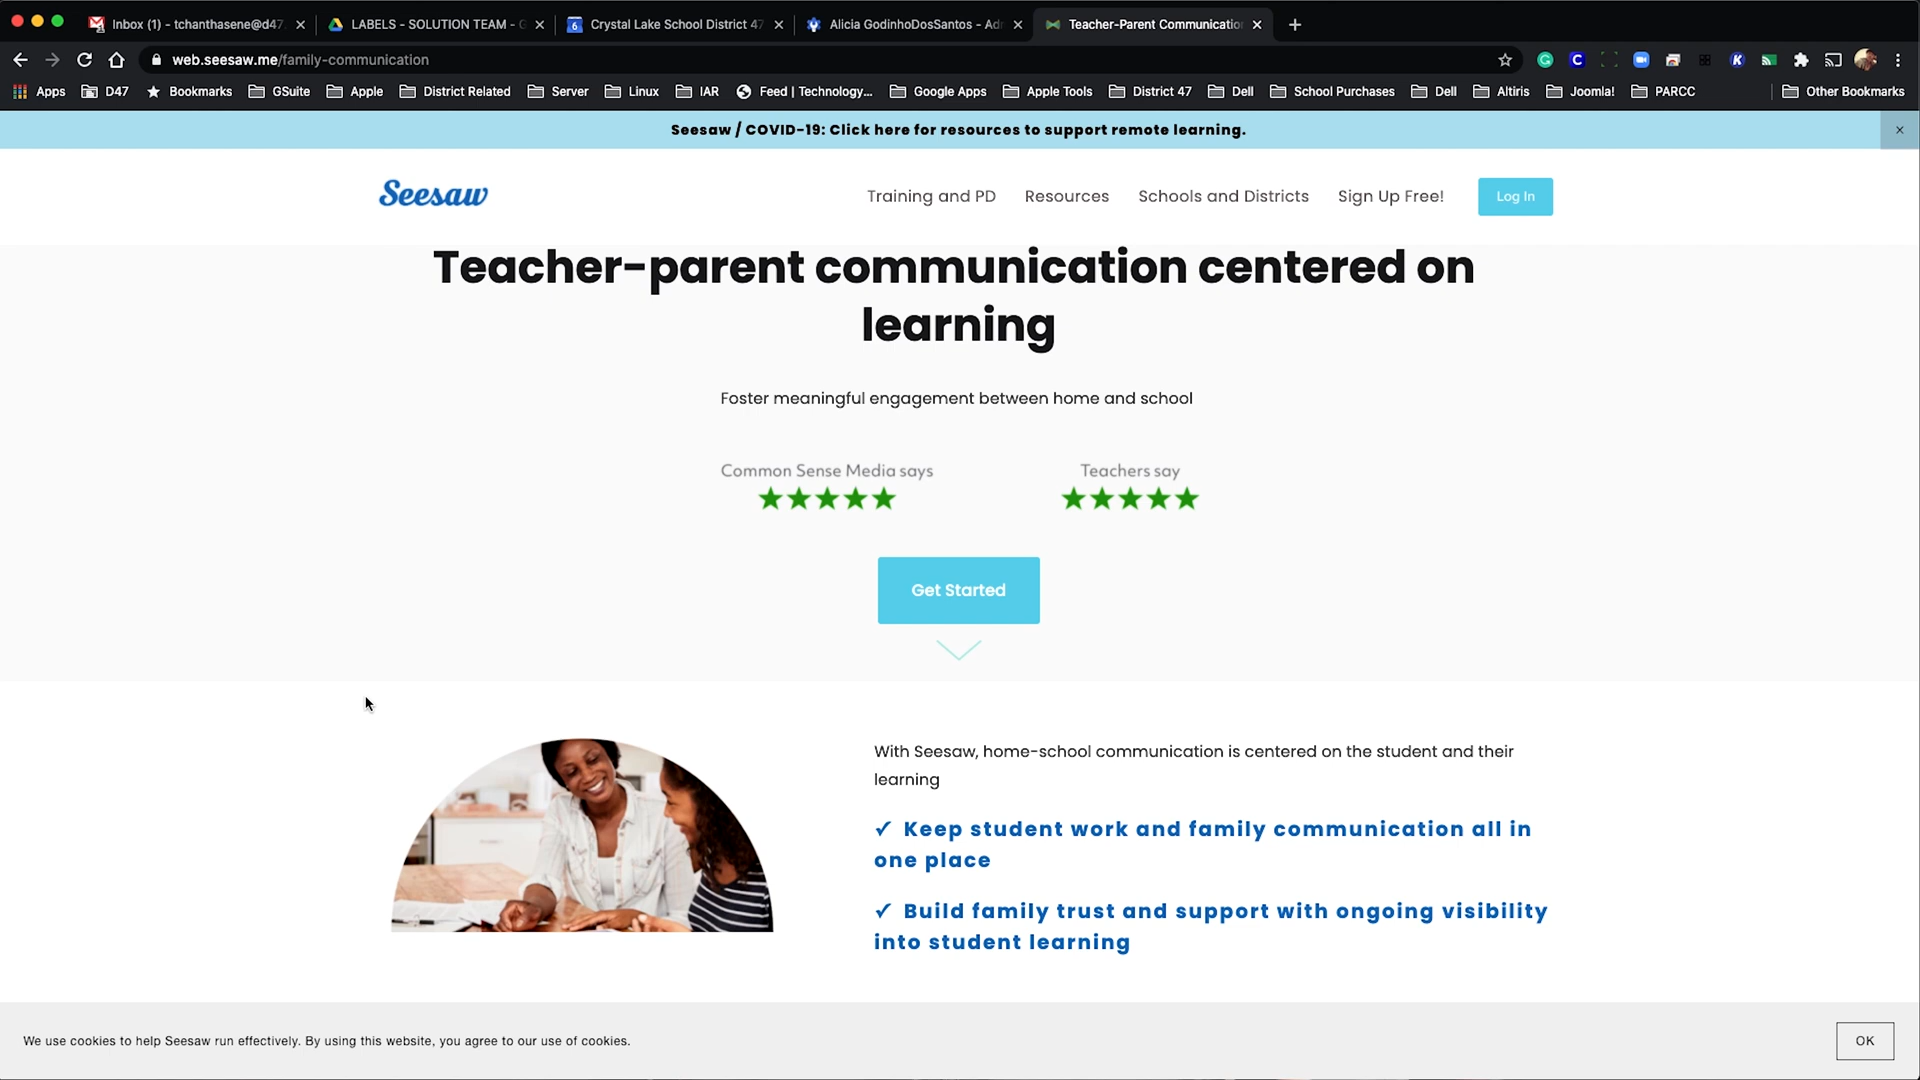 Inbox (1) - tchanthasene@d47.
LABELS - SOLUTION TEAM - G
Crystal Lake School District 47
Alicia GodinhoDosSantos - Adm
Teacher-Parent Communication
web.seesaw.me/family-communication
Apps
D47
Bookmarks
GSuite
Apple
District Related
Server
Linux
IAR
Feed | Technology...
Google Apps
Apple Tools
District 47
Dell
School Purchases
Dell
Altiris
Joomla!
PARCC
Other Bookmarks
Seesaw / COVID-19: Click here for resources to support remote learning.
Seesaw
Training and PD
Resources
Schools and Districts
Sign Up Free!
Log In
Teacher-parent communication centered on
learning
Foster meaningful engagement between home and school
Common Sense Media says
Teachers say
Get Started
With Seesaw, home-school communication is centered on the student and their
learning
✓ Keep student work and family communication all in
one place
✓ Build family trust and support with ongoing visibility
into student learning
We use cookies to help Seesaw run effectively. By using this website, you agree to our use of cookies.
OK